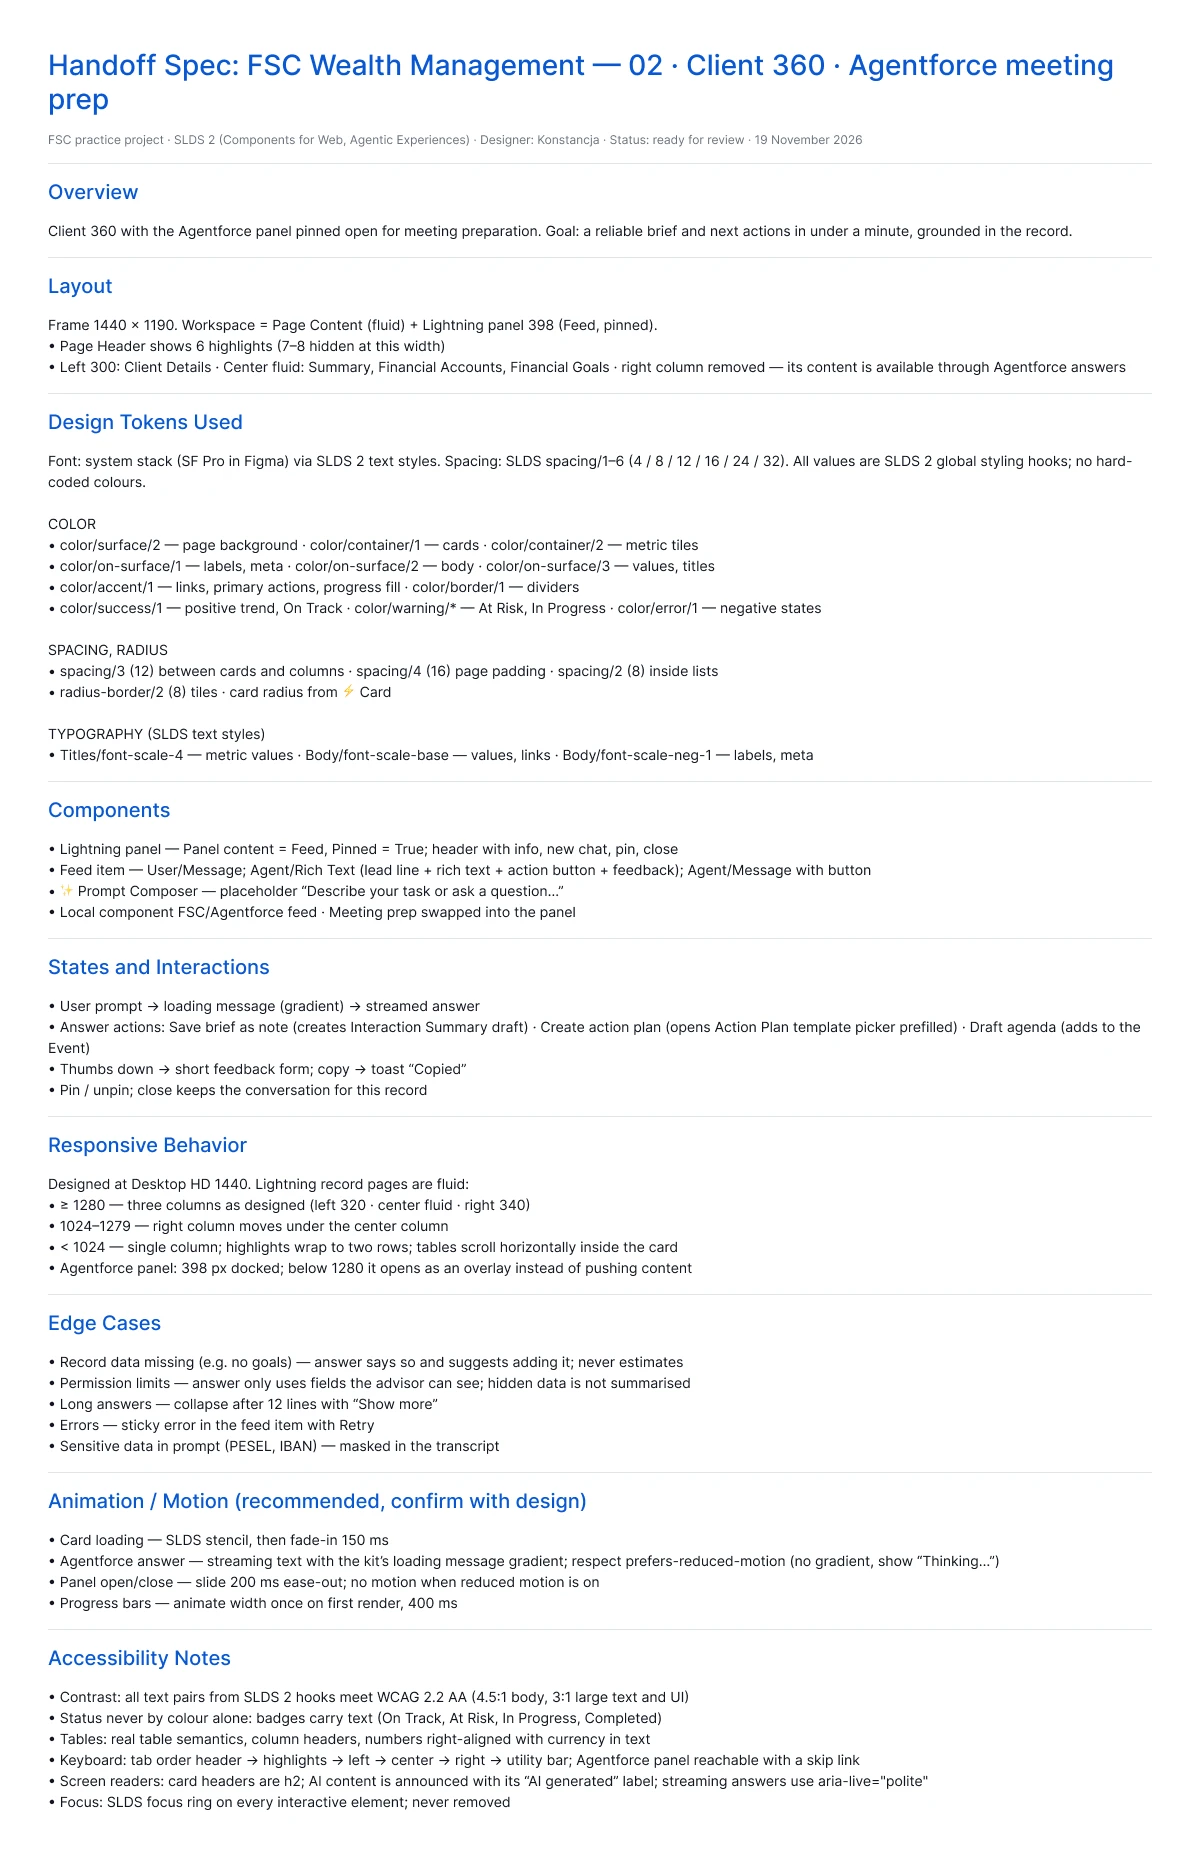 Handoff Spec: FSC Wealth Management — 02 · Client 360 · Agentforce meeting
prep
FSC practice project · SLDS 2 (Components for Web, Agentic Experiences) · Designer: Konstancja · Status: ready for review · 19 November 2026
Overview
Client 360 with the Agentforce panel pinned open for meeting preparation. Goal: a reliable brief and next actions in under a minute, grounded in the record.
Layout
Frame 1440 × 1190. Workspace = Page Content (fluid) + Lightning panel 398 (Feed, pinned).
• Page Header shows 6 highlights (7–8 hidden at this width)
• Left 300: Client Details · Center fluid: Summary, Financial Accounts, Financial Goals · right column removed — its content is available through Agentforce answers
Design Tokens Used
Font: system stack (SF Pro in Figma) via SLDS 2 text styles. Spacing: SLDS spacing/1–6 (4 / 8 / 12 / 16 / 24 / 32). All values are SLDS 2 global styling hooks; no hard-
coded colours.
COLOR
• color/surface/2 — page background · color/container/1 — cards · color/container/2 — metric tiles
• color/on-surface/1 — labels, meta · color/on-surface/2 — body · color/on-surface/3 — values, titles
• color/accent/1 — links, primary actions, progress fill · color/border/1 — dividers
• color/success/1 — positive trend, On Track · color/warning/* — At Risk, In Progress · color/error/1 — negative states
SPACING, RADIUS
• spacing/3 (12) between cards and columns · spacing/4 (16) page padding · spacing/2 (8) inside lists
• radius-border/2 (8) tiles · card radius from ⚡ Card
TYPOGRAPHY (SLDS text styles)
• Titles/font-scale-4 — metric values · Body/font-scale-base — values, links · Body/font-scale-neg-1 — labels, meta
Components
• Lightning panel — Panel content = Feed, Pinned = True; header with info, new chat, pin, close
• Feed item — User/Message; Agent/Rich Text (lead line + rich text + action button + feedback); Agent/Message with button
• ✨ Prompt Composer — placeholder “Describe your task or ask a question…”
• Local component FSC/Agentforce feed · Meeting prep swapped into the panel
States and Interactions
• User prompt → loading message (gradient) → streamed answer
• Answer actions: Save brief as note (creates Interaction Summary draft) · Create action plan (opens Action Plan template picker prefilled) · Draft agenda (adds to the
Event)
• Thumbs down → short feedback form; copy → toast “Copied”
• Pin / unpin; close keeps the conversation for this record
Responsive Behavior
Designed at Desktop HD 1440. Lightning record pages are fluid:
• ≥ 1280 — three columns as designed (left 320 · center fluid · right 340)
• 1024–1279 — right column moves under the center column
• < 1024 — single column; highlights wrap to two rows; tables scroll horizontally inside the card
• Agentforce panel: 398 px docked; below 1280 it opens as an overlay instead of pushing content
Edge Cases
• Record data missing (e.g. no goals) — answer says so and suggests adding it; never estimates
• Permission limits — answer only uses fields the advisor can see; hidden data is not summarised
• Long answers — collapse after 12 lines with “Show more”
• Errors — sticky error in the feed item with Retry
• Sensitive data in prompt (PESEL, IBAN) — masked in the transcript
Animation / Motion (recommended, confirm with design)
• Card loading — SLDS stencil, then fade-in 150 ms
• Agentforce answer — streaming text with the kit’s loading message gradient; respect prefers-reduced-motion (no gradient, show “Thinking…”)
• Panel open/close — slide 200 ms ease-out; no motion when reduced motion is on
• Progress bars — animate width once on first render, 400 ms
Accessibility Notes
• Contrast: all text pairs from SLDS 2 hooks meet WCAG 2.2 AA (4.5:1 body, 3:1 large text and UI)
• Status never by colour alone: badges carry text (On Track, At Risk, In Progress, Completed)
• Tables: real table semantics, column headers, numbers right-aligned with currency in text
• Keyboard: tab order header → highlights → left → center → right → utility bar; Agentforce panel reachable with a skip link
• Screen readers: card headers are h2; AI content is announced with its “AI generated” label; streaming answers use aria-live="polite"
• Focus: SLDS focus ring on every interactive element; never removed